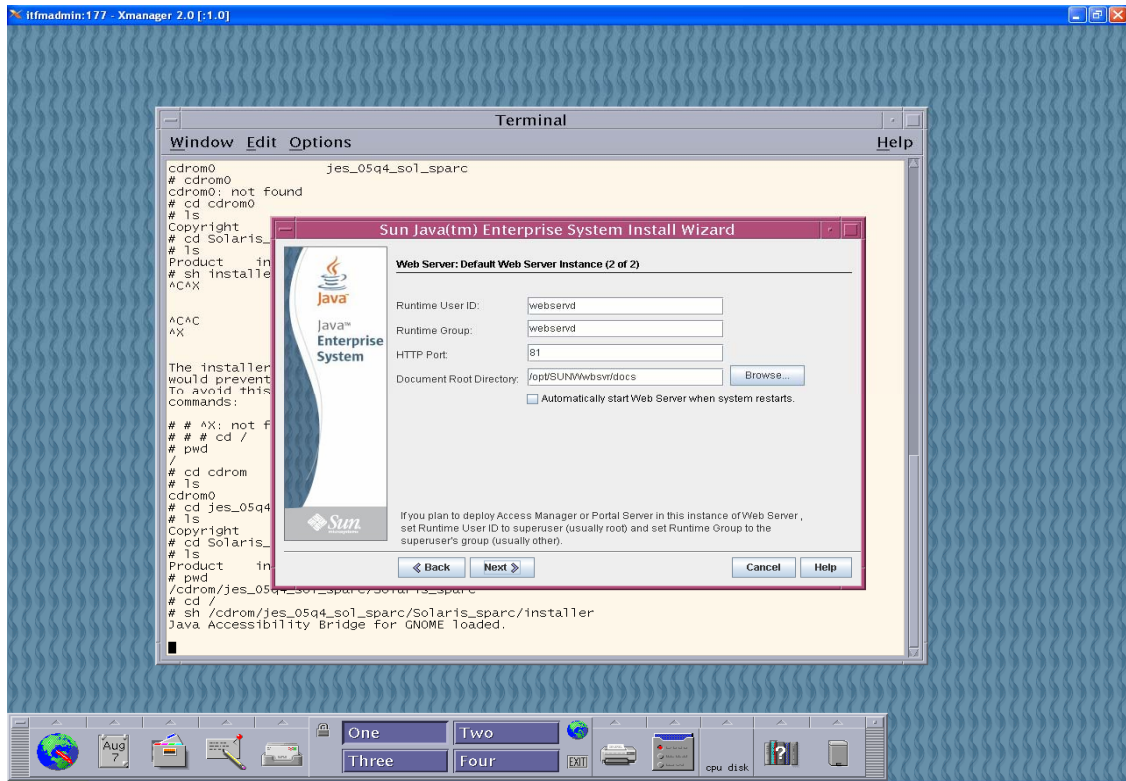 itfmadmin:177 - Xmanager 2.0 [:1.0]
Terminal
Window Edit Options Help
cdrom0 jes_05q4_sol_sparc
# cdrom0
cdrom0: not found
# cd cdrom0
# ls
Copyright
# cd Solaris_
# ls
Product in
# sh installe
^C^X
^C^C
^X
The installer
would prevent
To avoid this
commands:
# # ^X: not f
# # # cd /
# pwd
/
# cd cdrom
# ls
cdrom0
# cd jes_05q4
# ls
Copyright
# cd Solaris_
# ls
Product in
# pwd
/cdrom/jes_05q4_sol_sparc/Solaris_sparc
# cd /
# sh /cdrom/jes_05q4_sol_sparc/Solaris_sparc/installer
Java Accessibility Bridge for GNOME loaded.
Sun Java(tm) Enterprise System Install Wizard
Java
Java™
Enterprise
System
Sun
Web Server: Default Web Server Instance (2 of 2)
Runtime User ID: webservd
Runtime Group: webservd
HTTP Port: 81
Document Root Directory: /opt/SUNWwbsvr/docs Browse...
Automatically start Web Server when system restarts.
If you plan to deploy Access Manager or Portal Server in this instance of Web Server,
set Runtime User ID to superuser (usually root) and set Runtime Group to the
superuser's group (usually other).
Back Next Cancel Help
Aug
7
One Two
Three Four
EXIT
cpu disk